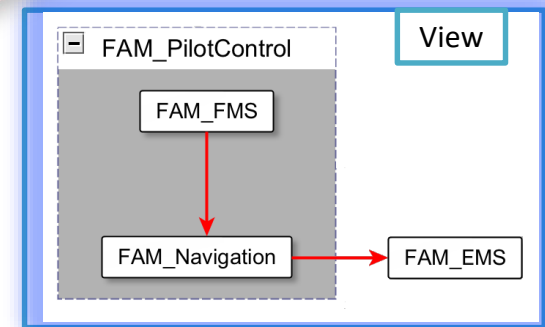 View
FAM_PilotControl
FAM_FMS
FAM_Navigation
FAM_EMS